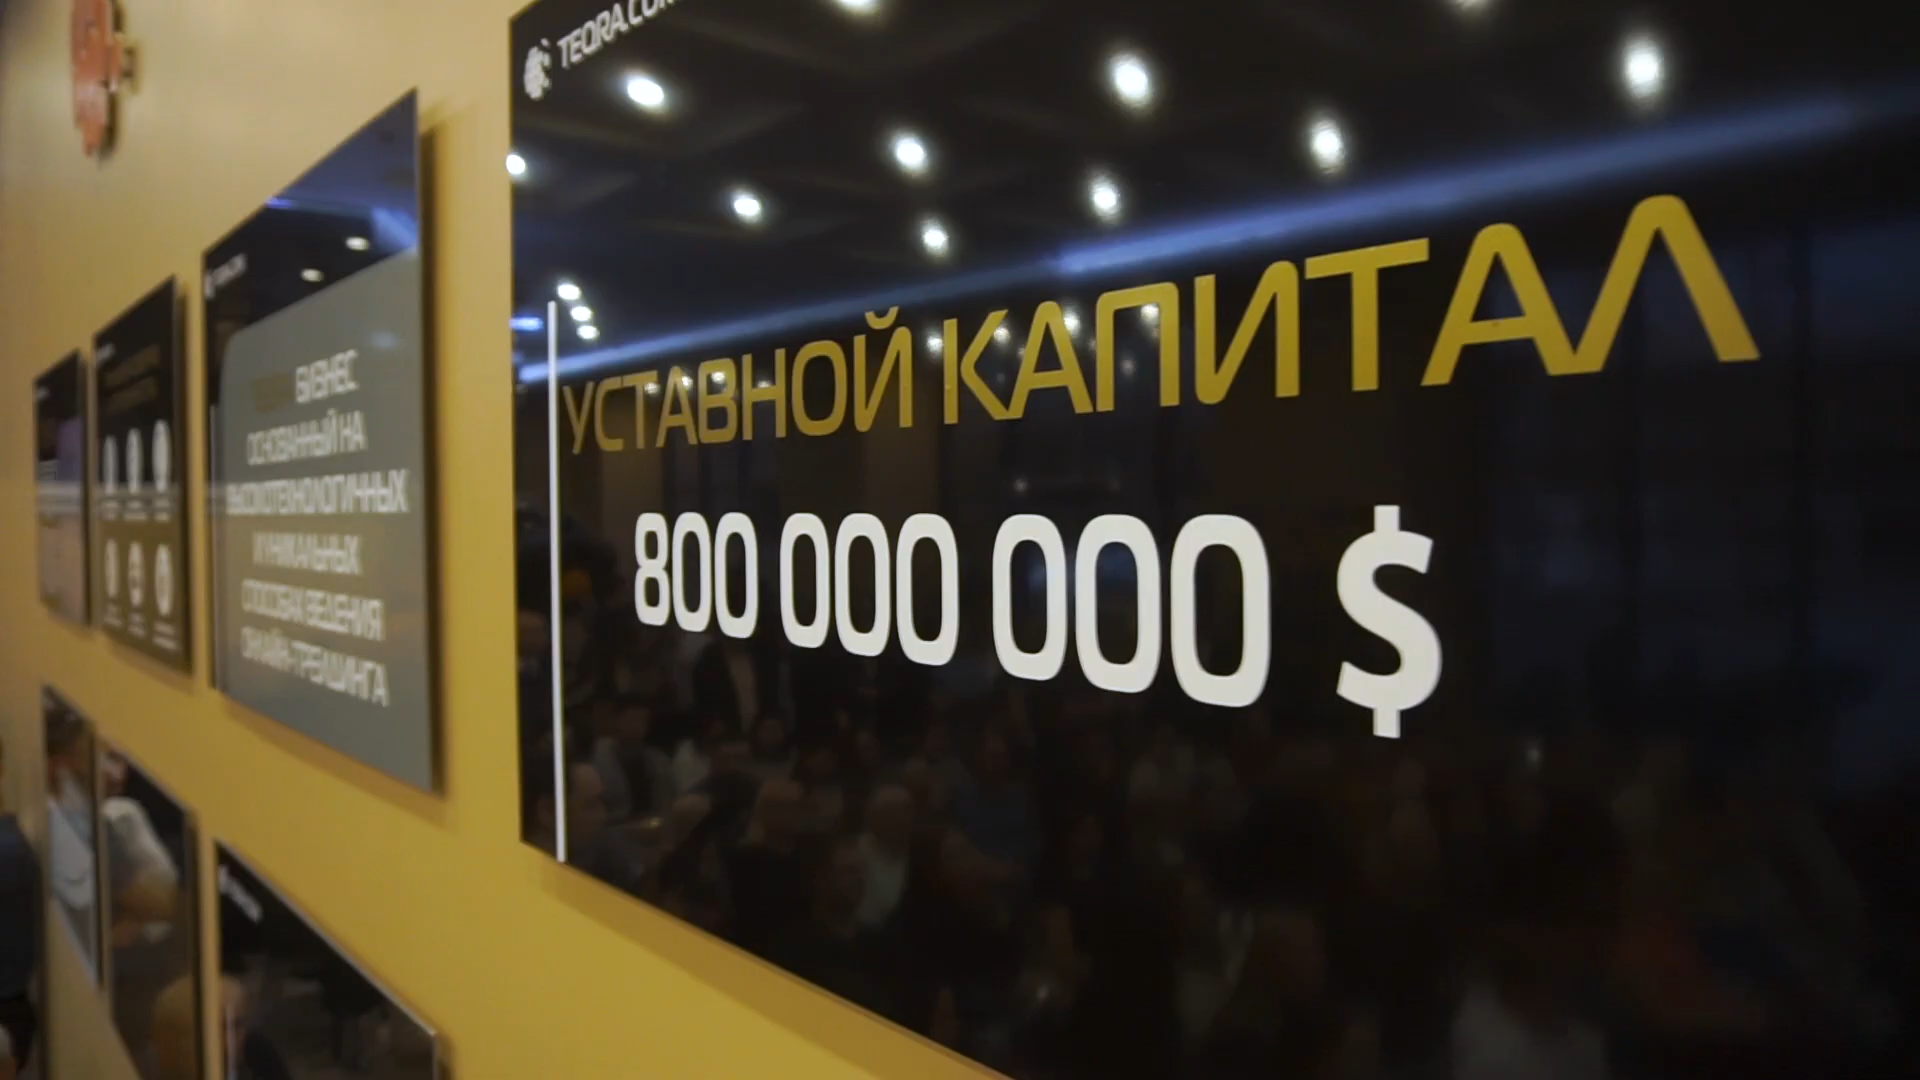 TEQRA.COM
УСТАВНОЙ КАПИТАЛ
800 000 000 $
БИЗНЕС
ОСНОВАННЫЙ НА
ВЫСОКОТЕХНОЛОГИЧНЫХ
И УНИКАЛЬНЫХ
СПОСОБАХ ВЕДЕНИЯ
ОНЛАЙН-ТРЕЙДИНГА